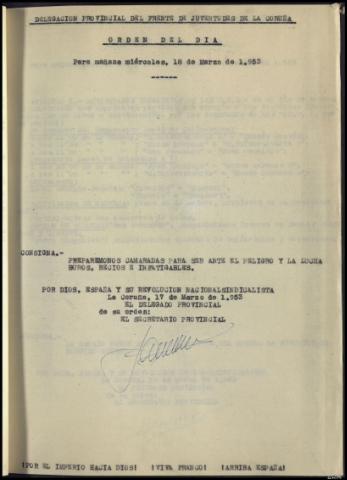 DELEGACION PROVINCIAL DEL FRENTE DE JUVENTUDES DE LA CORUÑA
ORDEN DEL DIA
Para mañana miércoles, 18 de Marzo de 1.953
CONSIGNA.-
PREPAREMONOS CAMARADAS PARA SER ANTE EL PELIGRO Y LA LUCHA
DUROS, RECIOS E INFATIGABLES.
POR DIOS, ESPAÑA Y SU REVOLUCION NACIONALSINDICALISTA
La Coruña, 17 de Marzo de 1.953
EL DELEGADO PROVINCIAL
de su orden:
EL SECRETARIO PROVINCIAL
¡POR EL IMPERIO HACIA DIOS! ¡VIVA FRANCO! ¡ARRIBA ESPAÑA!